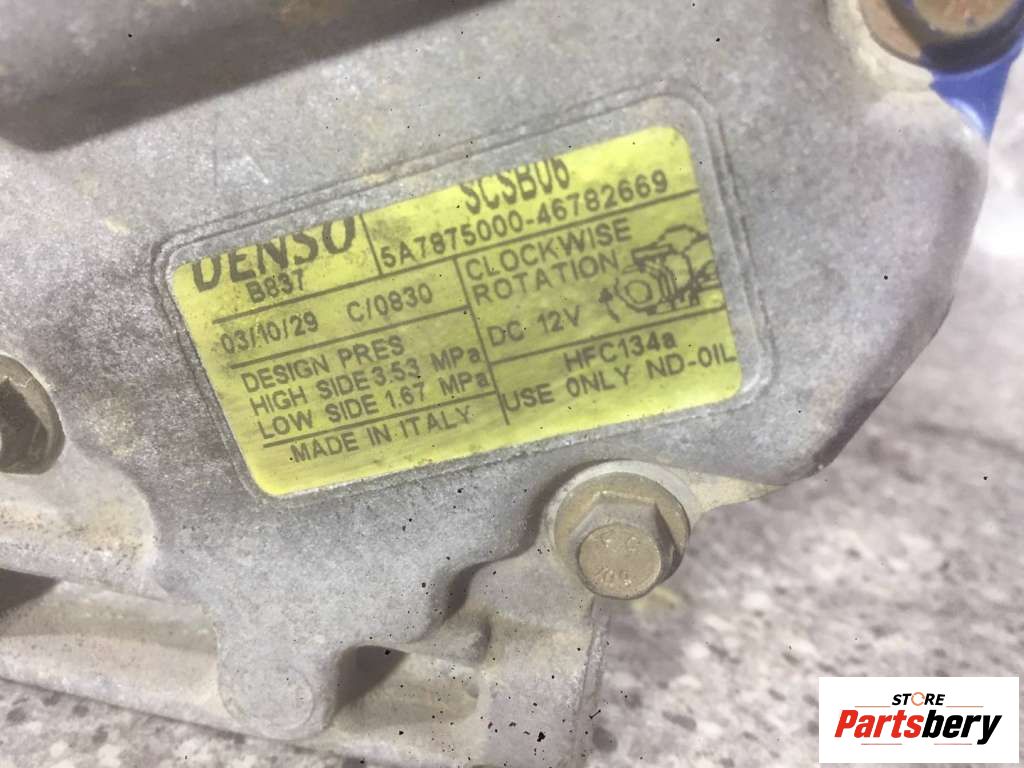 DENSO
B837
SCSB06
5A7875000-46782669
03/10/29 C/0830
CLOCKWISE
ROTATION
DC 12V
DESIGN PRES
HIGH SIDE 3.53 MPa
LOW SIDE 1.67 MPa
MADE IN ITALY
HFC134a
USE ONLY ND-OIL
STORE
Partsbery